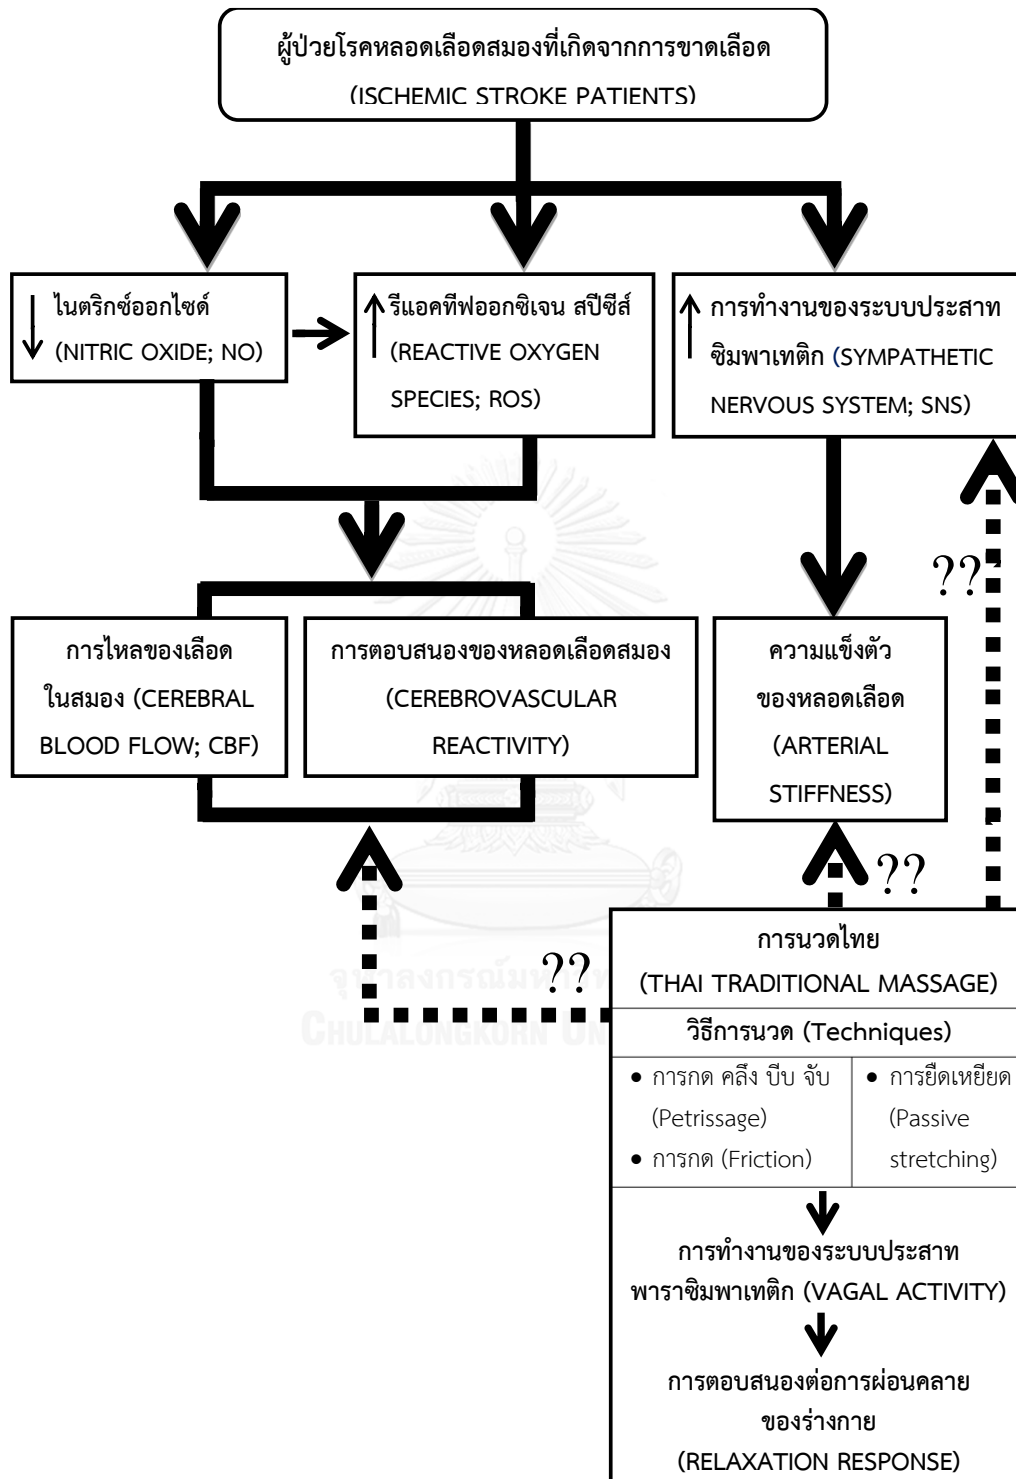 ผู้ป่วยโรคหลอดเลือดสมองที่เกิดจากการขาดเลือด
(ISCHEMIC STROKE PATIENTS)
ไนตริกซ์ออกไซด์
(NITRIC OXIDE; NO)
รีแอคทีฟออกซิเจน สปีซีส์
(REACTIVE OXYGEN
SPECIES; ROS)
การทำงานของระบบประสาท
ซิมพาเทติก (SYMPATHETIC
NERVOUS SYSTEM; SNS)
??
การไหลของเลือด
ในสมอง (CEREBRAL
BLOOD FLOW; CBF)
การตอบสนองของหลอดเลือดสมอง
(CEREBROVASCULAR
REACTIVITY)
ความแข็งตัว
ของหลอดเลือด
(ARTERIAL
STIFFNESS)
??
??
CHULALONGKORN UN
การนวดไทย
(THAI TRADITIONAL MASSAGE)
วิธีการนวด (Techniques)
• การกด คลึง บีบ จับ
(Petrissage)
• การกด (Friction)
• การยืดเหยียด
(Passive
stretching)
การทำงานของระบบประสาท
พาราซิมพาเทติก (VAGAL ACTIVITY)
การตอบสนองต่อการผ่อนคลาย
ของร่างกาย
(RELAXATION RESPONSE)